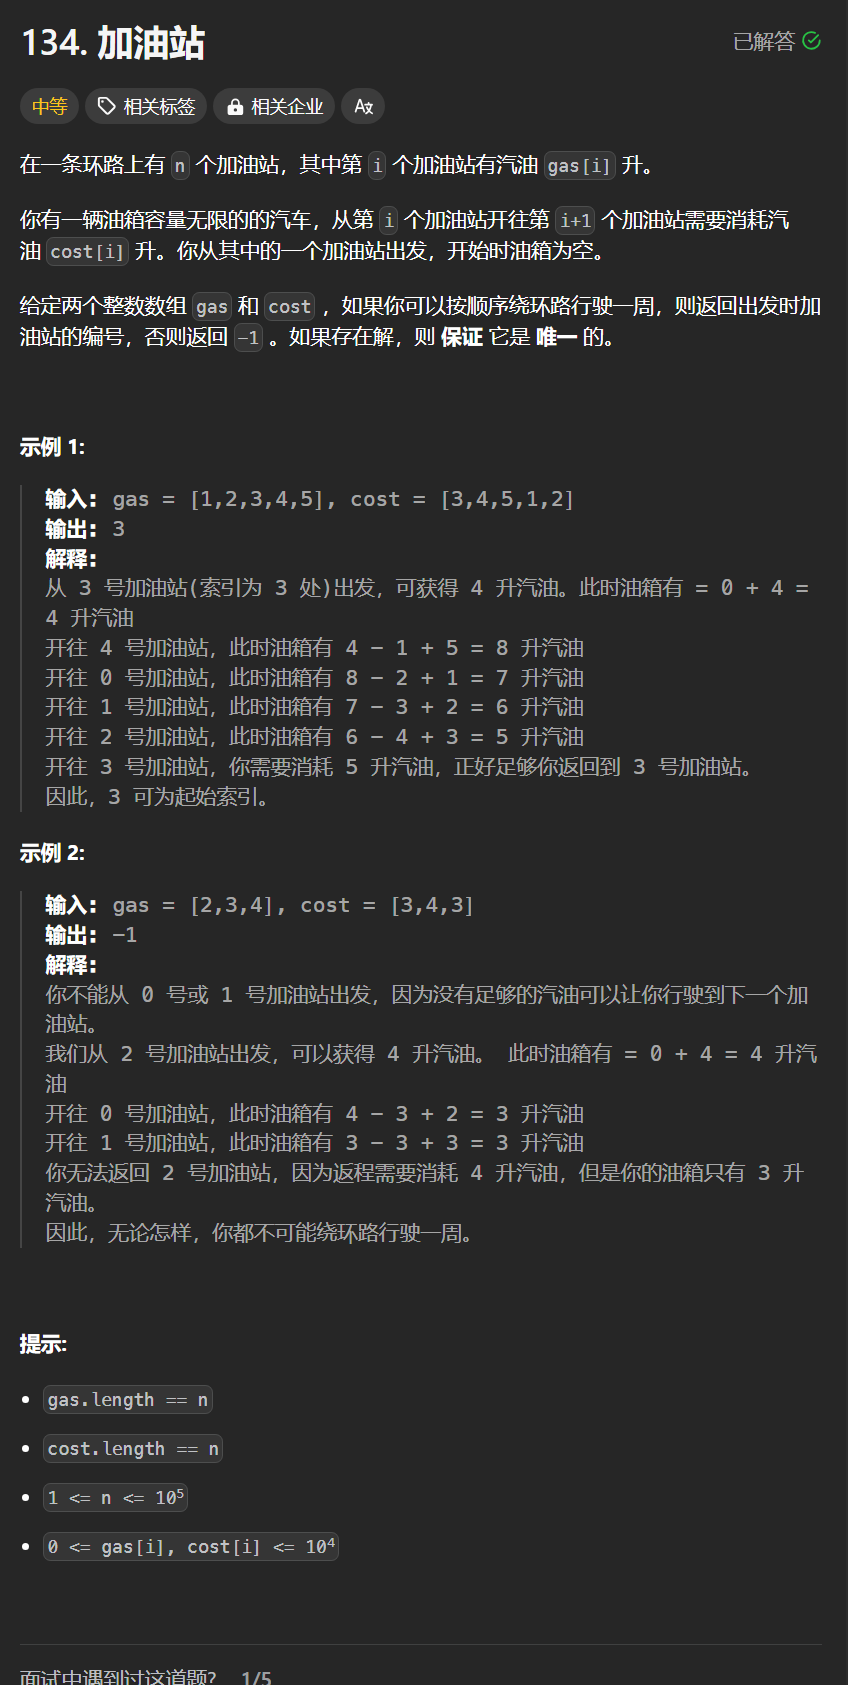 134. 加油站
已解答
中等 相关标签 相关企业
在一条环路上有 n 个加油站，其中第 i 个加油站有汽油 gas[i] 升。
你有一辆油箱容量无限的的汽车，从第 i 个加油站开往第 i+1 个加油站需要消耗汽
油 cost[i] 升。你从其中的一个加油站出发，开始时油箱为空。
给定两个整数数组 gas 和 cost ，如果你可以按顺序绕环路行驶一周，则返回出发时加
油站的编号，否则返回 -1 。如果存在解，则 保证 它是 唯一 的。
示例 1:
输入: gas = [1,2,3,4,5], cost = [3,4,5,1,2]
输出: 3
解释:
从 3 号加油站(索引为 3 处)出发，可获得 4 升汽油。此时油箱有 = 0 + 4 =
4 升汽油
开往 4 号加油站，此时油箱有 4 - 1 + 5 = 8 升汽油
开往 0 号加油站，此时油箱有 8 - 2 + 1 = 7 升汽油
开往 1 号加油站，此时油箱有 7 - 3 + 2 = 6 升汽油
开往 2 号加油站，此时油箱有 6 - 4 + 3 = 5 升汽油
开往 3 号加油站，你需要消耗 5 升汽油，正好足够你返回到 3 号加油站。
因此，3 可为起始索引。
示例 2:
输入: gas = [2,3,4], cost = [3,4,3]
输出: -1
解释:
你不能从 0 号或 1 号加油站出发，因为没有足够的汽油可以让你行驶到下一个加
油站。
我们从 2 号加油站出发，可以获得 4 升汽油。 此时油箱有 = 0 + 4 = 4 升汽
油
开往 0 号加油站，此时油箱有 4 - 3 + 2 = 3 升汽油
开往 1 号加油站，此时油箱有 3 - 3 + 3 = 3 升汽油
你无法返回 2 号加油站，因为返程需要消耗 4 升汽油，但是你的油箱只有 3 升
汽油。
因此，无论怎样，你都不可能绕环路行驶一周。
提示:
gas.length == n
cost.length == n
1 <= n <= 10⁵
0 <= gas[i], cost[i] <= 10⁴
面试中遇到过这道题? 1/5